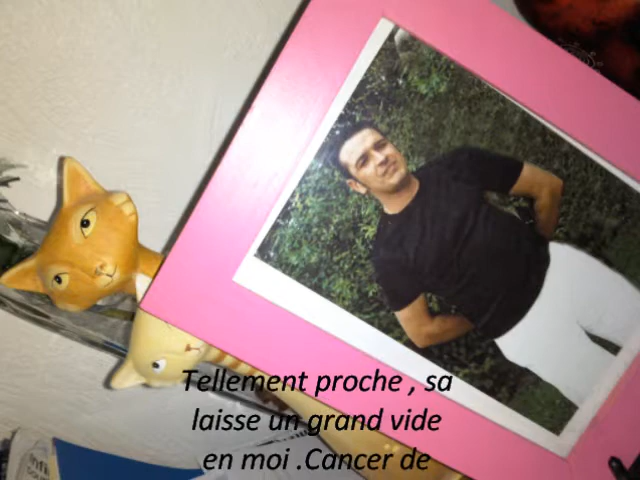 Tellement proche , sa
laisse un grand vide
en moi .Cancer de